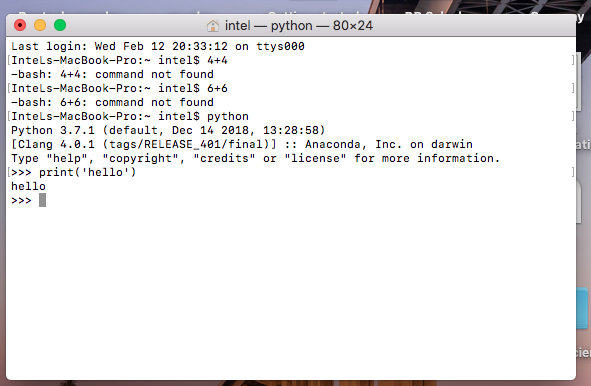 intel — python — 80×24
Last login: Wed Feb 12 20:33:12 on ttys000
[InteLs-MacBook-Pro:~ intel$ 4+4 ]
-bash: 4+4: command not found
[InteLs-MacBook-Pro:~ intel$ 6+6 ]
-bash: 6+6: command not found
[InteLs-MacBook-Pro:~ intel$ python ]
Python 3.7.1 (default, Dec 14 2018, 13:28:58)
[Clang 4.0.1 (tags/RELEASE_401/final)] :: Anaconda, Inc. on darwin
Type "help", "copyright", "credits" or "license" for more information.
[>>> print('hello') ]
hello
>>>